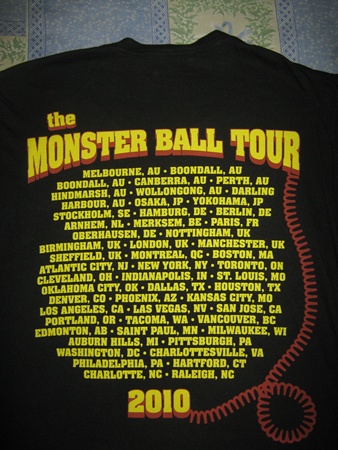 the
MONSTER BALL TOUR
MELBOURNE, AU • BOONDALL, AU
BOONDALL, AU • CANBERRA, AU • PERTH, AU
HINDMARSH, AU • WOLLONGONG, AU • DARLING
HARBOUR, AU • OSAKA, JP • YOKOHAMA, JP
STOCKHOLM, SE • HAMBURG, DE • BERLIN, DE
ARNHEM, NL • MERKSEM, BE • PARIS, FR
OBERHAUSEN, DE • NOTTINGHAM, UK
BIRMINGHAM, UK • LONDON, UK • MANCHESTER, UK
SHEFFIELD, UK • MONTREAL, QC • BOSTON, MA
ATLANTIC CITY, NJ • NEW YORK, NY • TORONTO, ON
CLEVELAND, OH • INDIANAPOLIS, IN • ST. LOUIS, MO
OKLAHOMA CITY, OK • DALLAS, TX • HOUSTON, TX
DENVER, CO • PHOENIX, AZ • KANSAS CITY, MO
LOS ANGELES, CA • LAS VEGAS, NV • SAN JOSE, CA
PORTLAND, OR • TACOMA, WA • VANCOUVER, BC
EDMONTON, AB • SAINT PAUL, MN • MILWAUKEE, WI
AUBURN HILLS, MI • PITTSBURGH, PA
WASHINGTON, DC • CHARLOTTESVILLE, VA
PHILADELPHIA, PA • HARTFORD, CT
CHARLOTTE, NC • RALEIGH, NC
2010